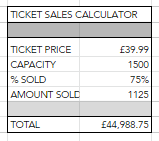 TICKET SALES CALCULATOR
TICKET PRICE £39.99
CAPACITY 1500
% SOLD 75%
AMOUNT SOLD 1125
TOTAL £44,988.75